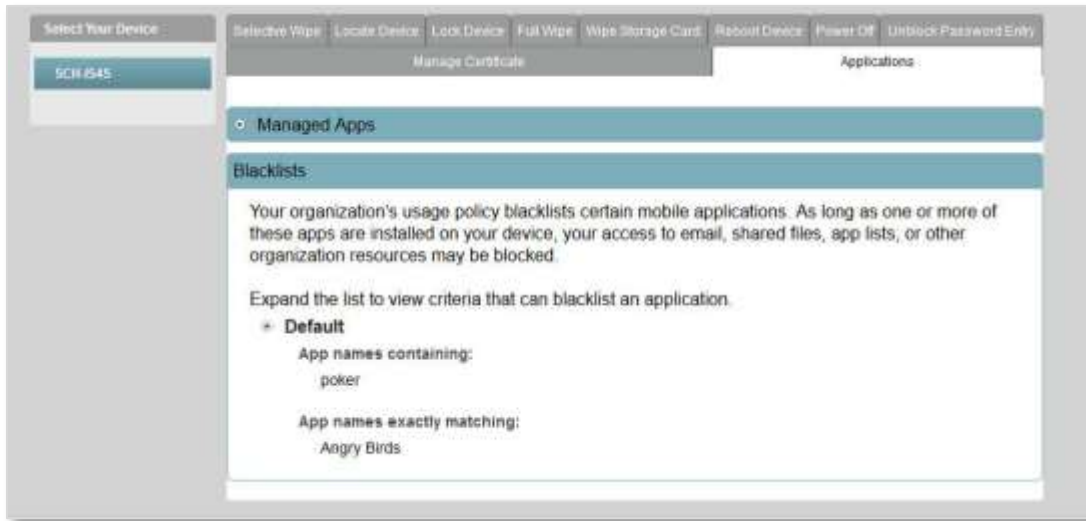 Select Your Device
SCH-I545
Selective Wipe Locate Device Lock Device Full Wipe Wipe Storage Card Reboot Device Power Off Unblock Password Entry
Manage Certificate Applications
Managed Apps
Blacklists
Your organization's usage policy blacklists certain mobile applications. As long as one or more of
these apps are installed on your device, your access to email, shared files, app lists, or other
organization resources may be blocked.
Expand the list to view criteria that can blacklist an application.
Default
App names containing:
poker
App names exactly matching:
Angry Birds